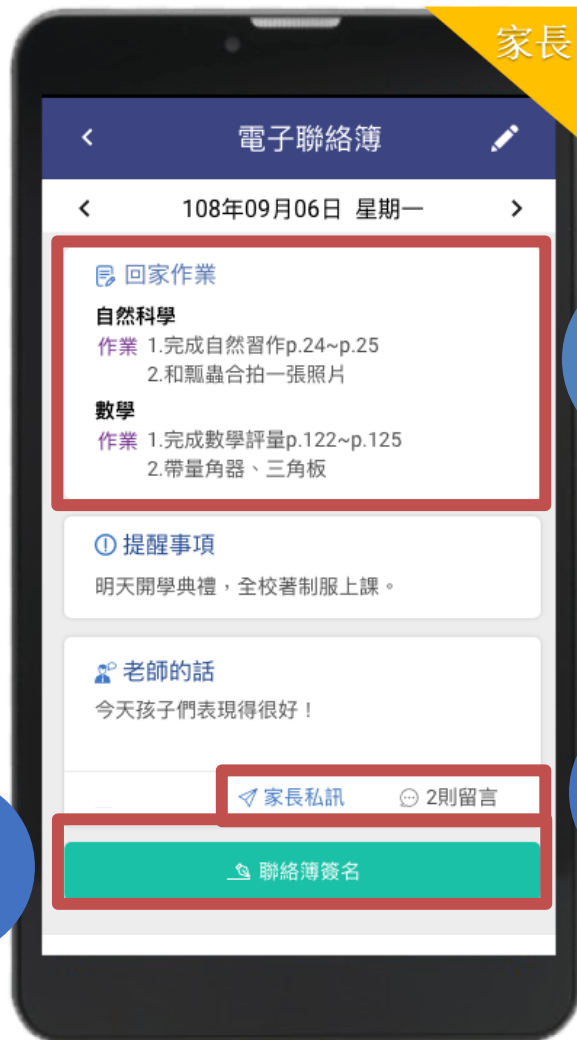 家長
電子聯絡簿
108年09月06日 星期一
回家作業
自然科學
作業 1.完成自然習作p.24~p.25
2.和瓢蟲合拍一張照片
數學
作業 1.完成數學評量p.122~p.125
2.帶量角器、三角板
提醒事項
明天開學典禮，全校著制服上課。
老師的話
今天孩子們表現得很好！
家長私訊 2則留言
聯絡簿簽名